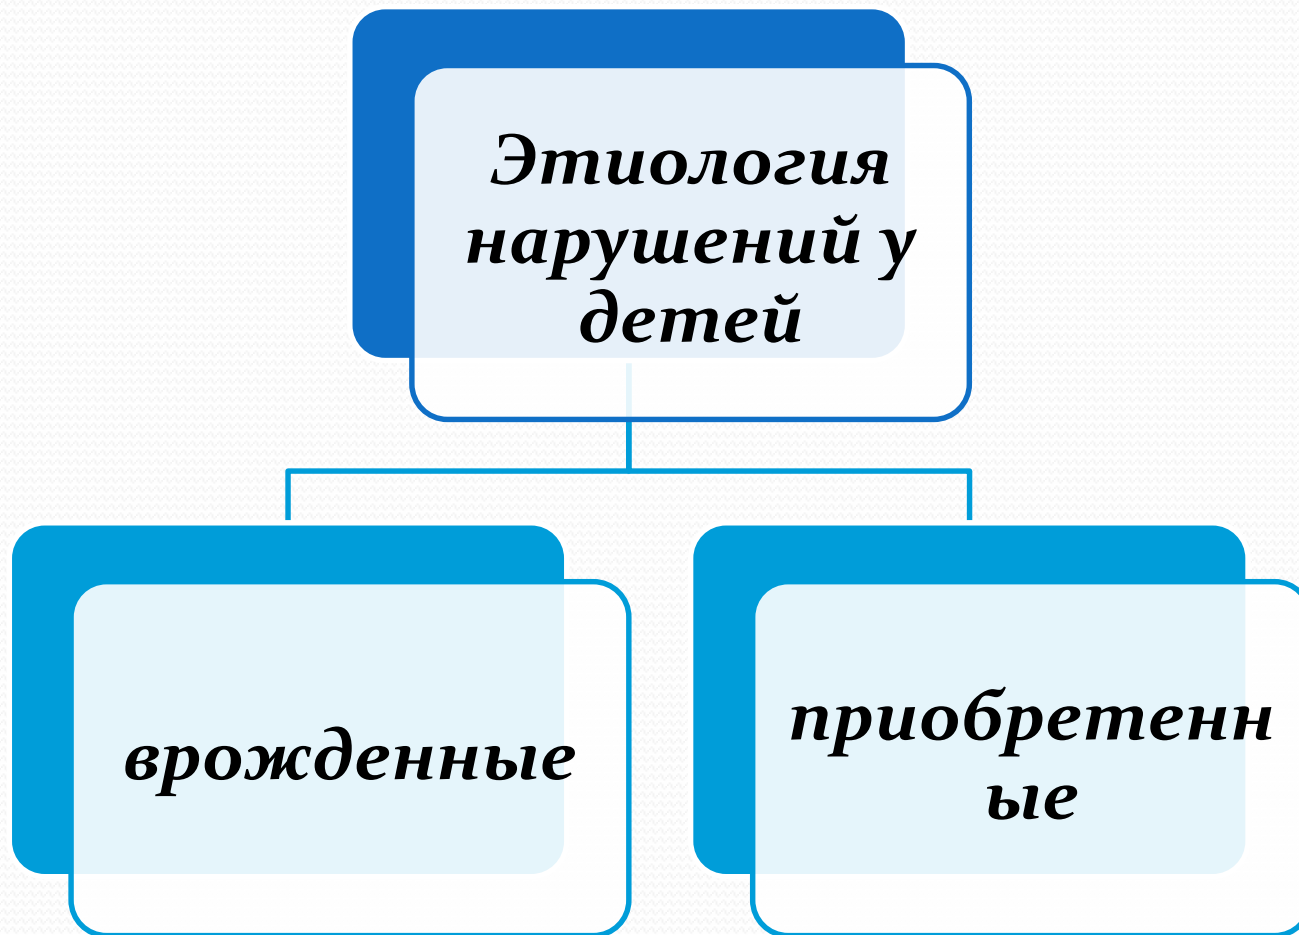 Этиология
нарушений у
детей
врожденные
приобретенн
ые